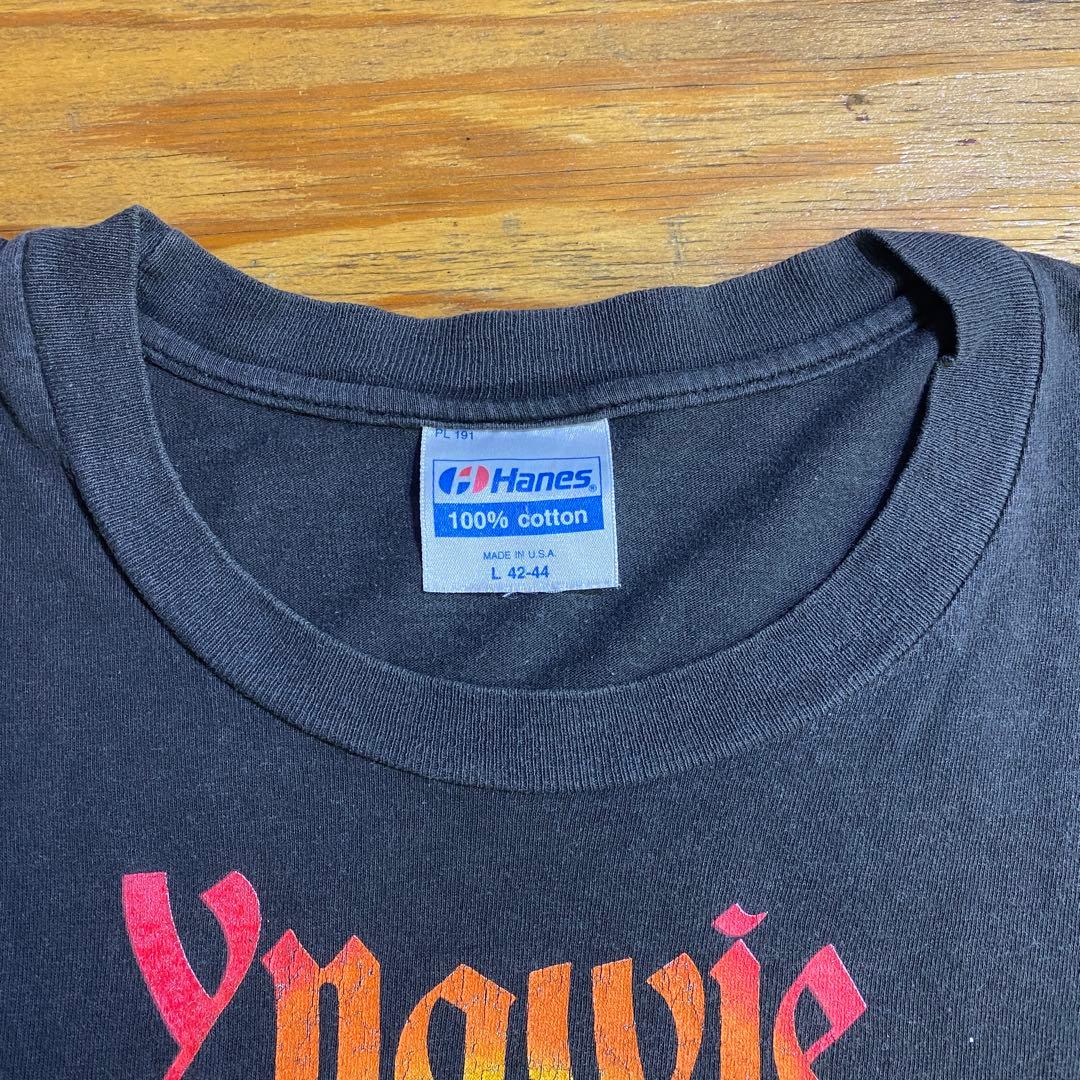 PL 191
Hanes®
100% cotton
MADE IN U.S.A.
L 42-44
Yngwie